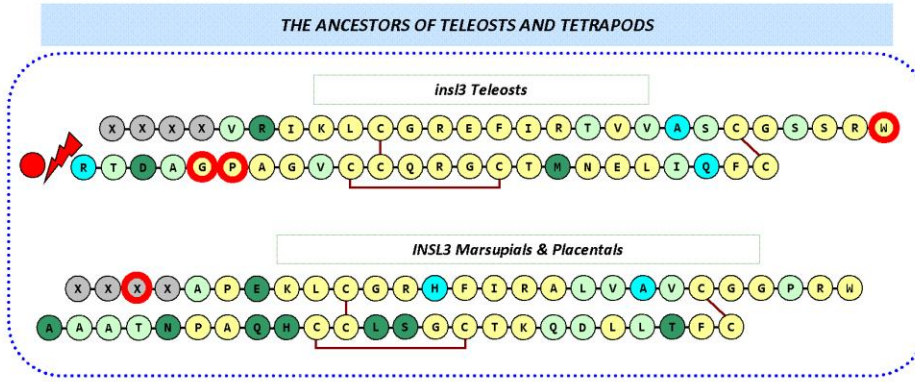 THE ANCESTORS OF TELEOSTS AND TETRAPODS
insl3 Teleosts
X X X X V R I K L C G R E F I R T V V A S C G S S R W
R T D A G P A G V C C Q R G C T M N E L I Q F C
INSL3 Marsupials & Placentals
X X X X A P E K L C G R H F I R A L V A V C G G P R W
A A A T N P A Q H C C L S G C T K Q D L L T F C